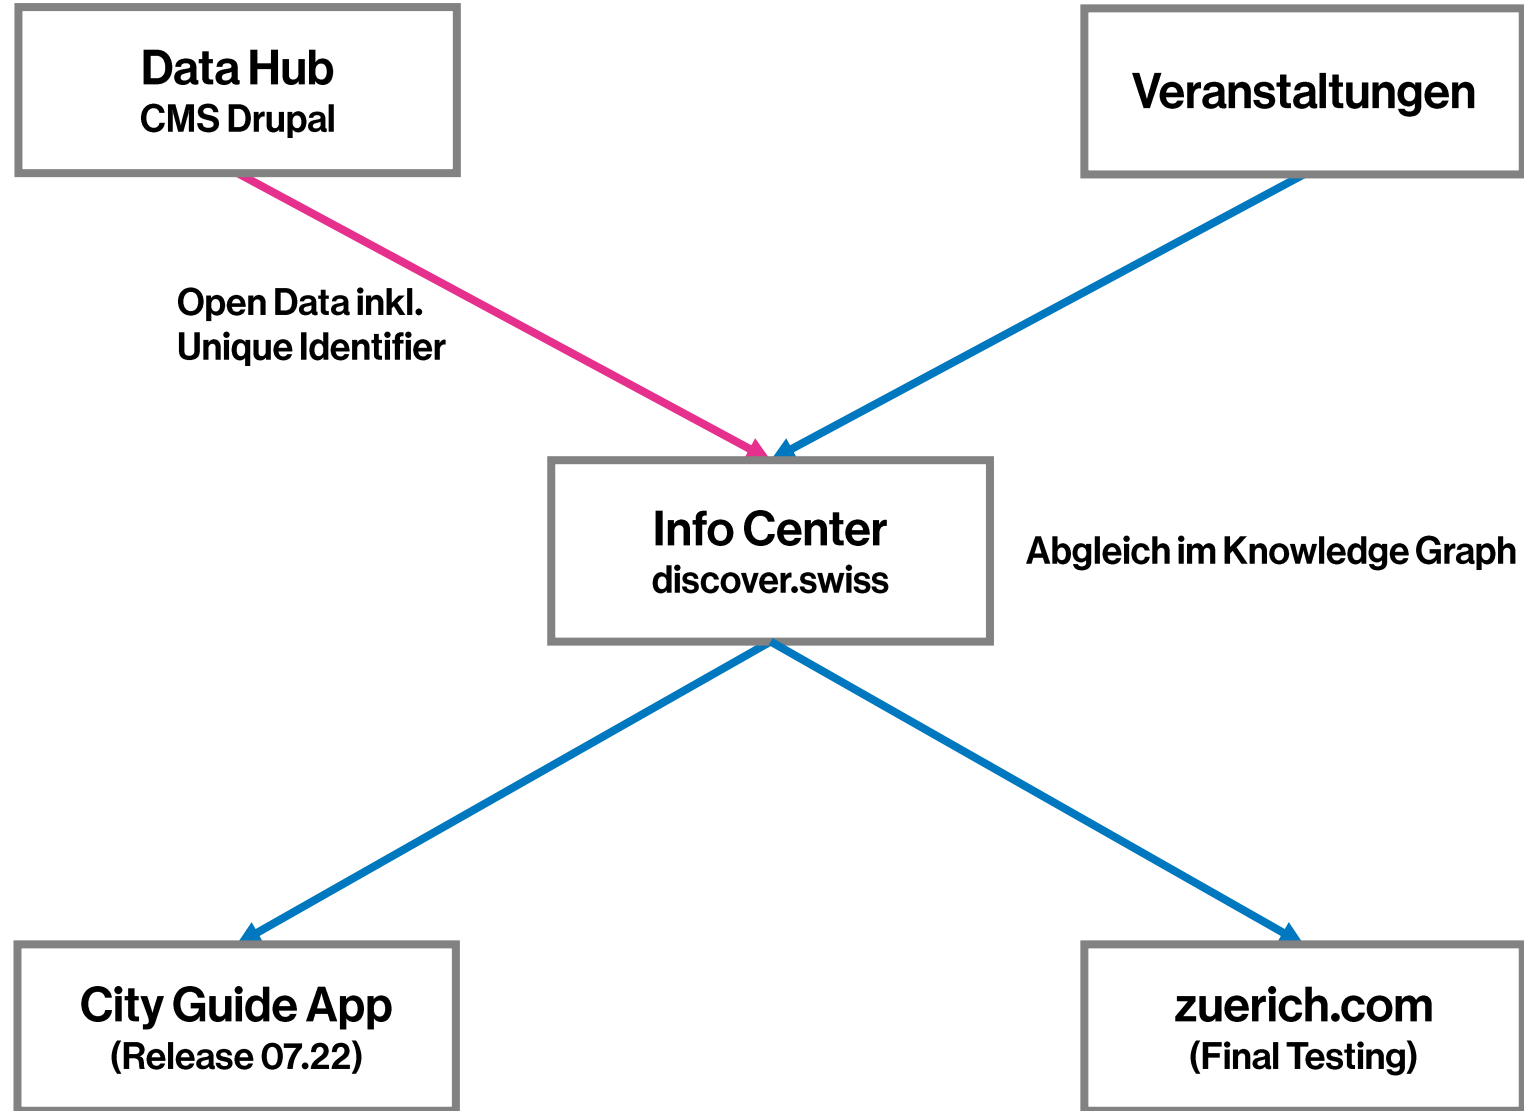 Data Hub
CMS Drupal
Veranstaltungen
Open Data inkl.
Unique Identifier
Info Center
discover.swiss
Abgleich im Knowledge Graph
City Guide App
(Release 07.22)
zuerich.com
(Final Testing)